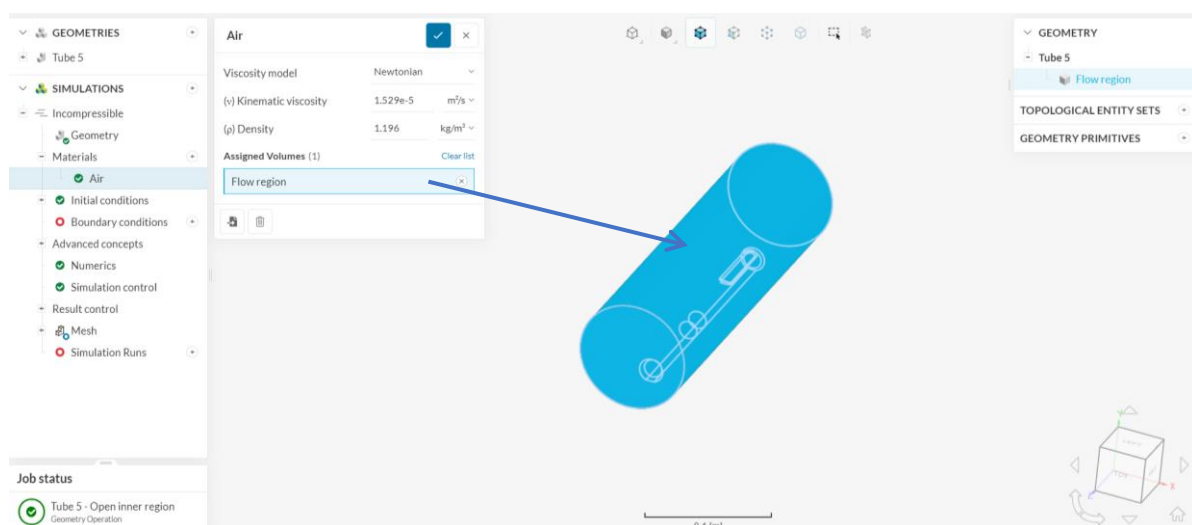 GEOMETRIES
Tube 5
SIMULATIONS
Incompressible
Geometry
Materials
Air
Initial conditions
Boundary conditions
Advanced concepts
Numerics
Simulation control
Result control
Mesh
Simulation Runs
Job status
Tube 5 - Open inner region
Geometry Operation
Air
Viscosity model Newtonian
(ν) Kinematic viscosity 1.529e-5 m²/s
(ρ) Density 1.196 kg/m³
Assigned Volumes (1) Clear list
Flow region
GEOMETRY
Tube 5
Flow region
TOPOLOGICAL ENTITY SETS
GEOMETRY PRIMITIVES
Y
TOP
X
Z